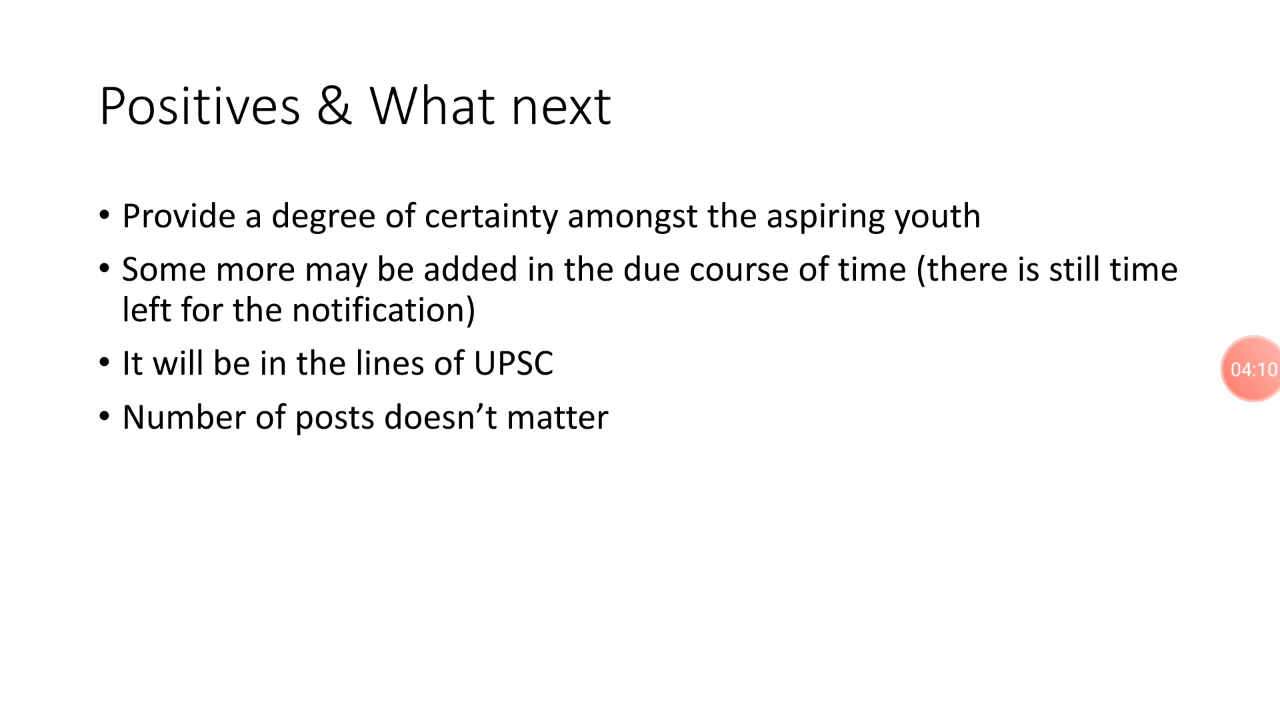 Positives & What next
• Provide a degree of certainty amongst the aspiring youth
• Some more may be added in the due course of time (there is still time
left for the notification)
• It will be in the lines of UPSC
• Number of posts doesn’t matter
04:10